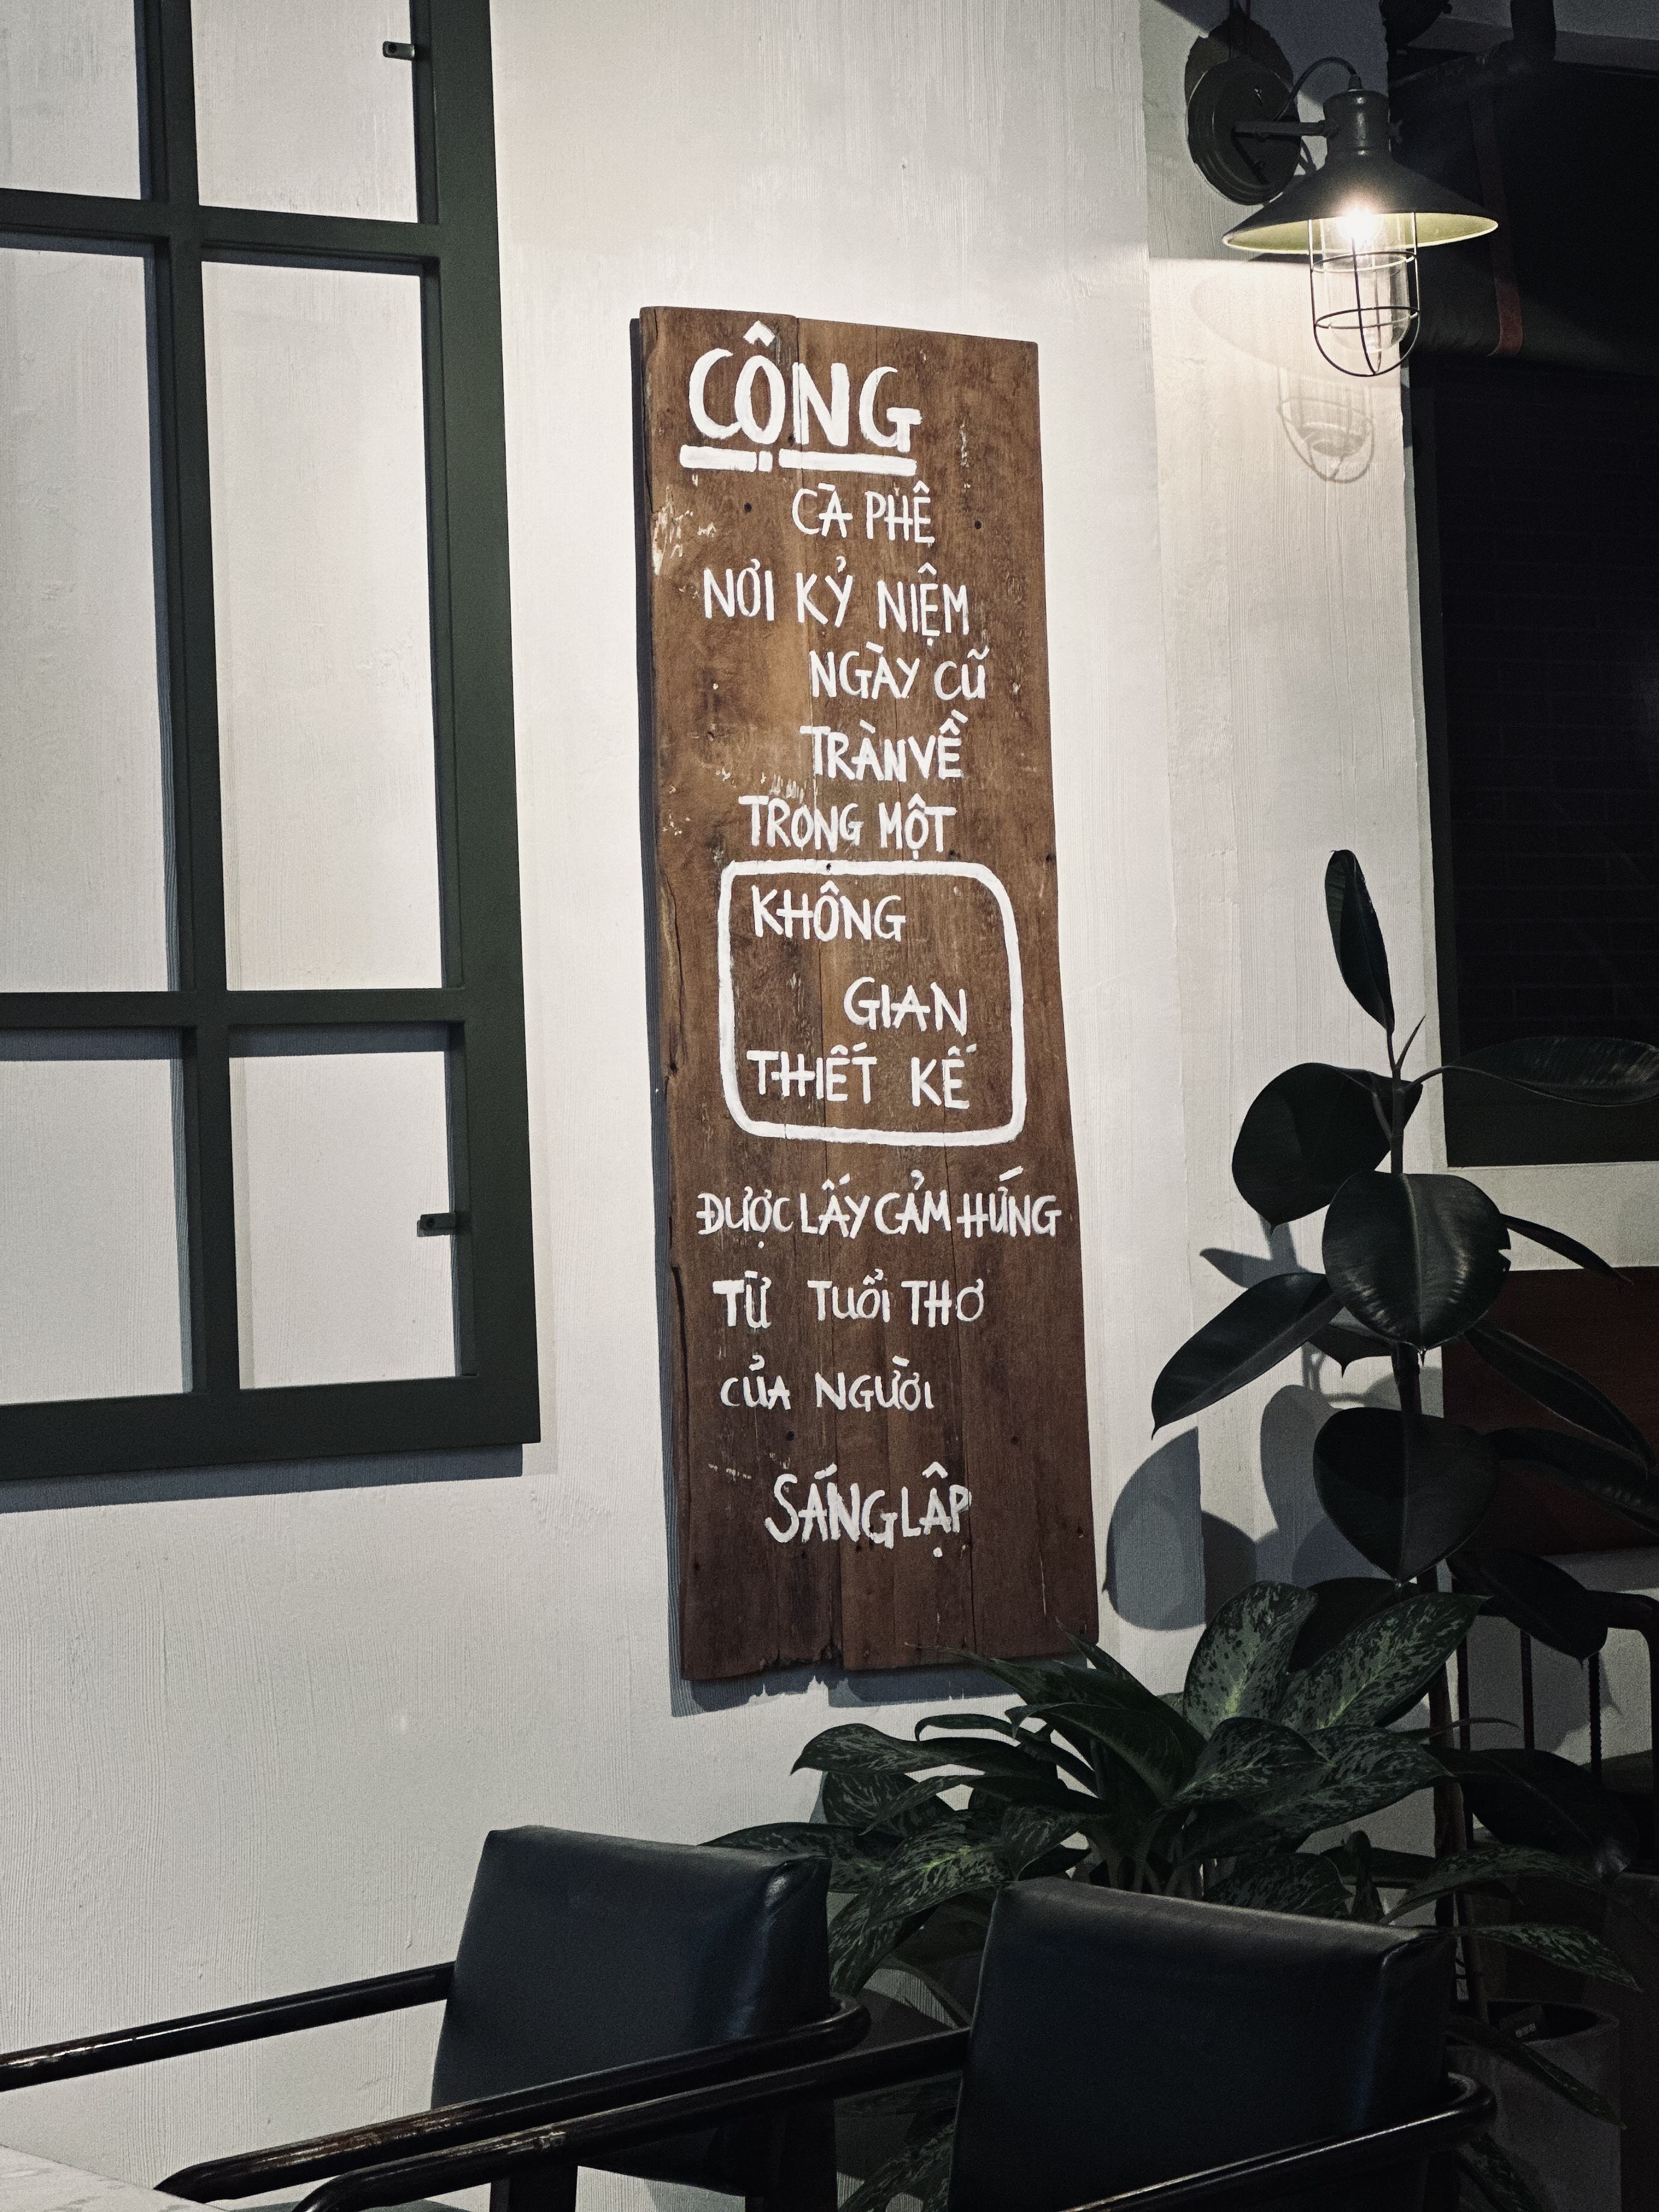 CỘNG
CÀ PHÊ
NƠI KỶ NIỆM
NGÀY CŨ
TRÀN VỀ
TRONG MỘT
KHÔNG
GIAN
THIẾT KẾ
ĐƯỢC LẤY CẢM HỨNG
TỪ TUỔI THƠ
CỦA NGƯỜI
SÁNG LẬP